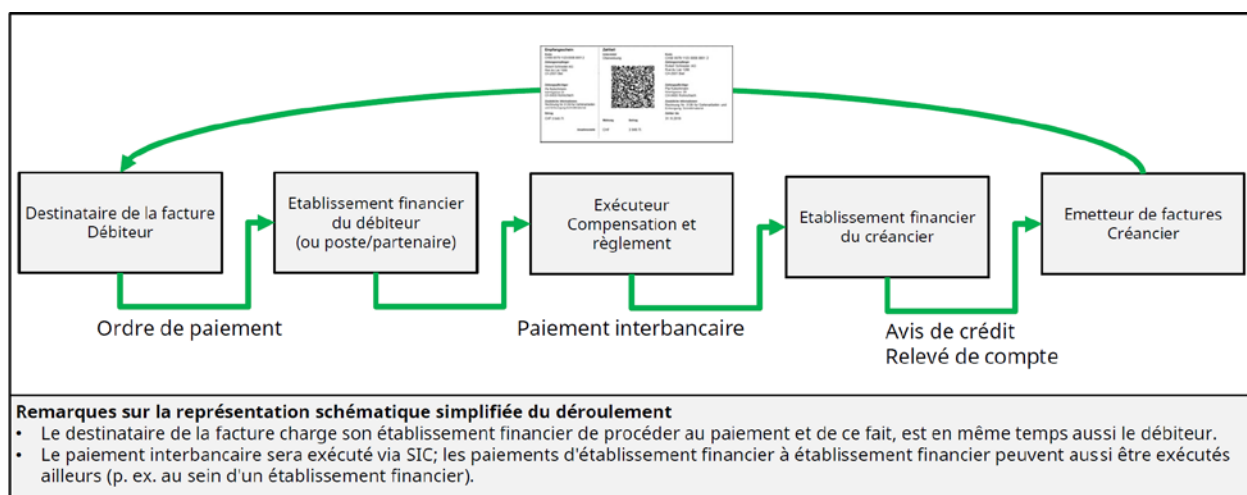 Empfangsschein
Zahlteil
Destinataire de la facture
Débiteur
Etablissement financier
du débiteur
(ou poste/partenaire)
Exécuteur
Compensation et
règlement
Etablissement financier
du créancier
Emetteur de factures
Créancier
Ordre de paiement
Paiement interbancaire
Avis de crédit
Relevé de compte
Remarques sur la représentation schématique simplifiée du déroulement
• Le destinataire de la facture charge son établissement financier de procéder au paiement et de ce fait, est en même temps aussi le débiteur.
• Le paiement interbancaire sera exécuté via SIC; les paiements d'établissement financier à établissement financier peuvent aussi être exécutés
ailleurs (p. ex. au sein d'un établissement financier).